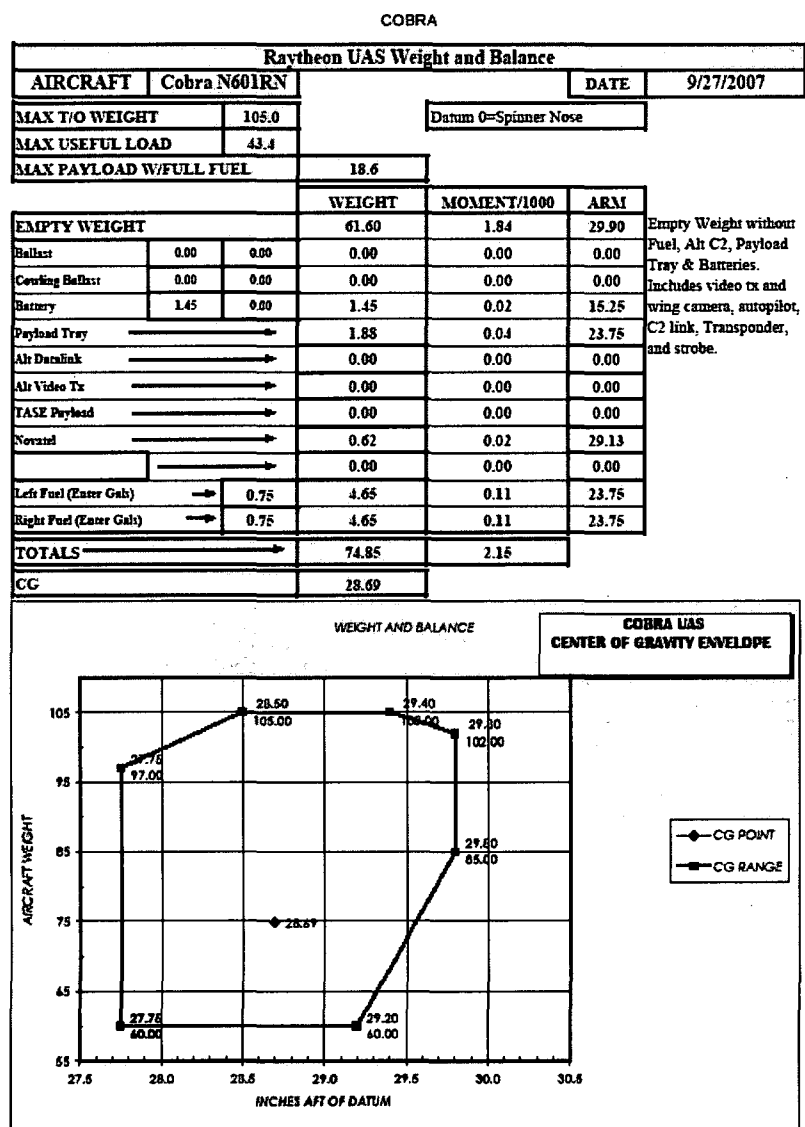 COBRA
Raytheon UAS Weight and Balance
AIRCRAFT Cobra N601RN DATE 9/27/2007
MAX T/O WEIGHT 105.0 Datum 0=Spinner Nose
MAX USEFUL LOAD 43.4
MAX PAYLOAD W/FULL FUEL 18.6
WEIGHT MOMENT/1000 ARM
EMPTY WEIGHT 61.60 1.84 29.90
Ballast 0.00 0.00 0.00 0.00 0.00
Cowling Ballast 0.00 0.00 0.00 0.00 0.00
Battery 1.45 0.00 1.45 0.02 15.25
Payload Tray 1.88 0.04 23.75
Alt Datalink 0.00 0.00 0.00
Alt Video Tx 0.00 0.00 0.00
TASE Payload 0.00 0.00 0.00
Novatel 0.62 0.02 29.13
0.00 0.00 0.00
Left Fuel (Enter Gals) 0.75 4.65 0.11 23.75
Right Fuel (Enter Gals) 0.75 4.65 0.11 23.75
TOTALS 74.85 2.15
CG 28.69
Empty Weight without
Fuel, Alt C2, Payload
Tray & Batteries.
Includes video tx and
wing camera, autopilot,
C2 link, Transponder,
and strobe.
WEIGHT AND BALANCE
COBRA UAS
CENTER OF GRAVITY ENVELOPE
28.50
105.00
29.40
29.80
102.00
27.75
97.00
29.80
85.00
28.69
27.75
60.00
29.20
60.00
105
95
85
75
65
55
AIRCRAFT WEIGHT
27.5 28.0 28.5 29.0 29.5 30.0 30.5
INCHES AFT OF DATUM
CG POINT
CG RANGE